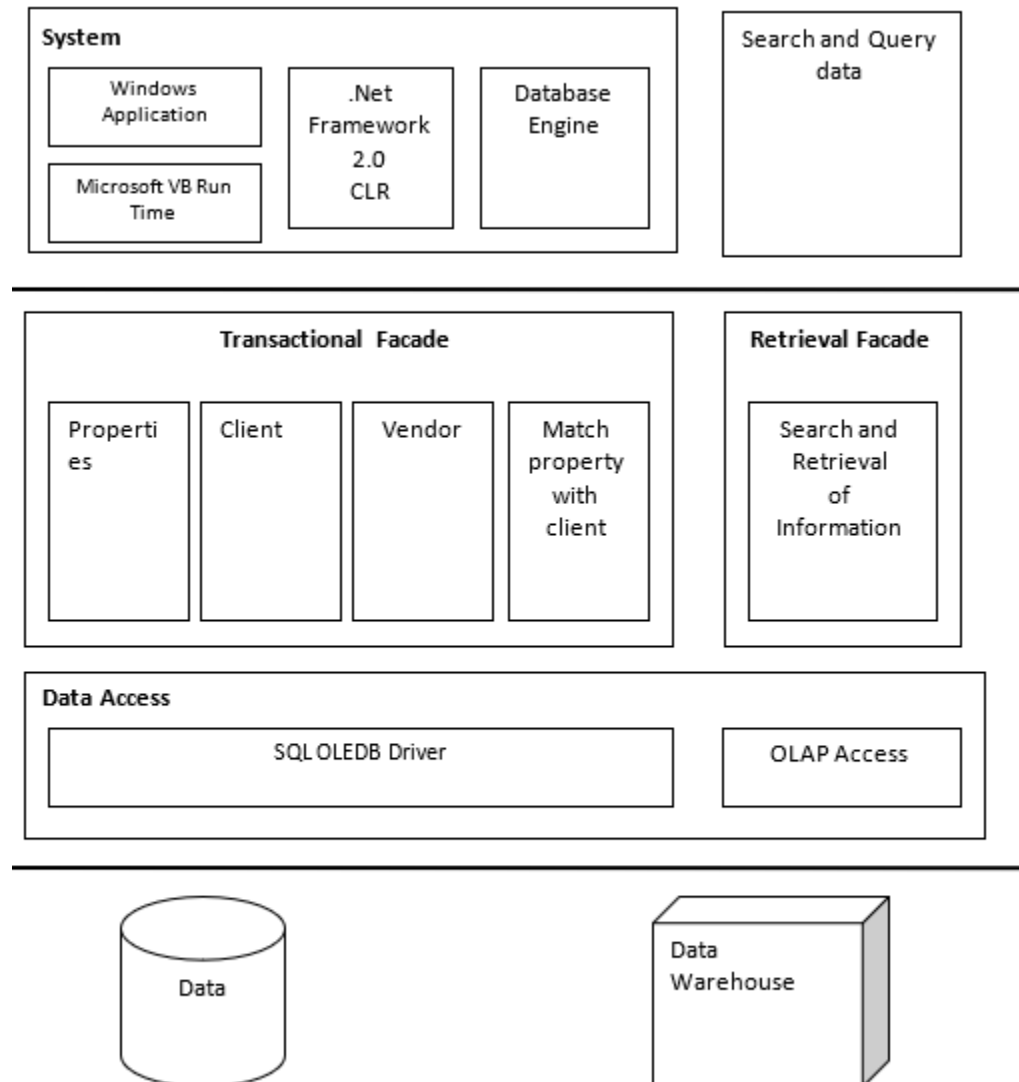 System
Windows
Application
Microsoft VB Run
Time
.Net
Framework
2.0
CLR
Database
Engine
Search and Query
data
Transactional Facade
Properti
es
Client
Vendor
Match
property
with
client
Retrieval Facade
Search and
Retrieval
of
Information
Data Access
SQL OLEDB Driver
OLAP Access
Data
Data
Warehouse